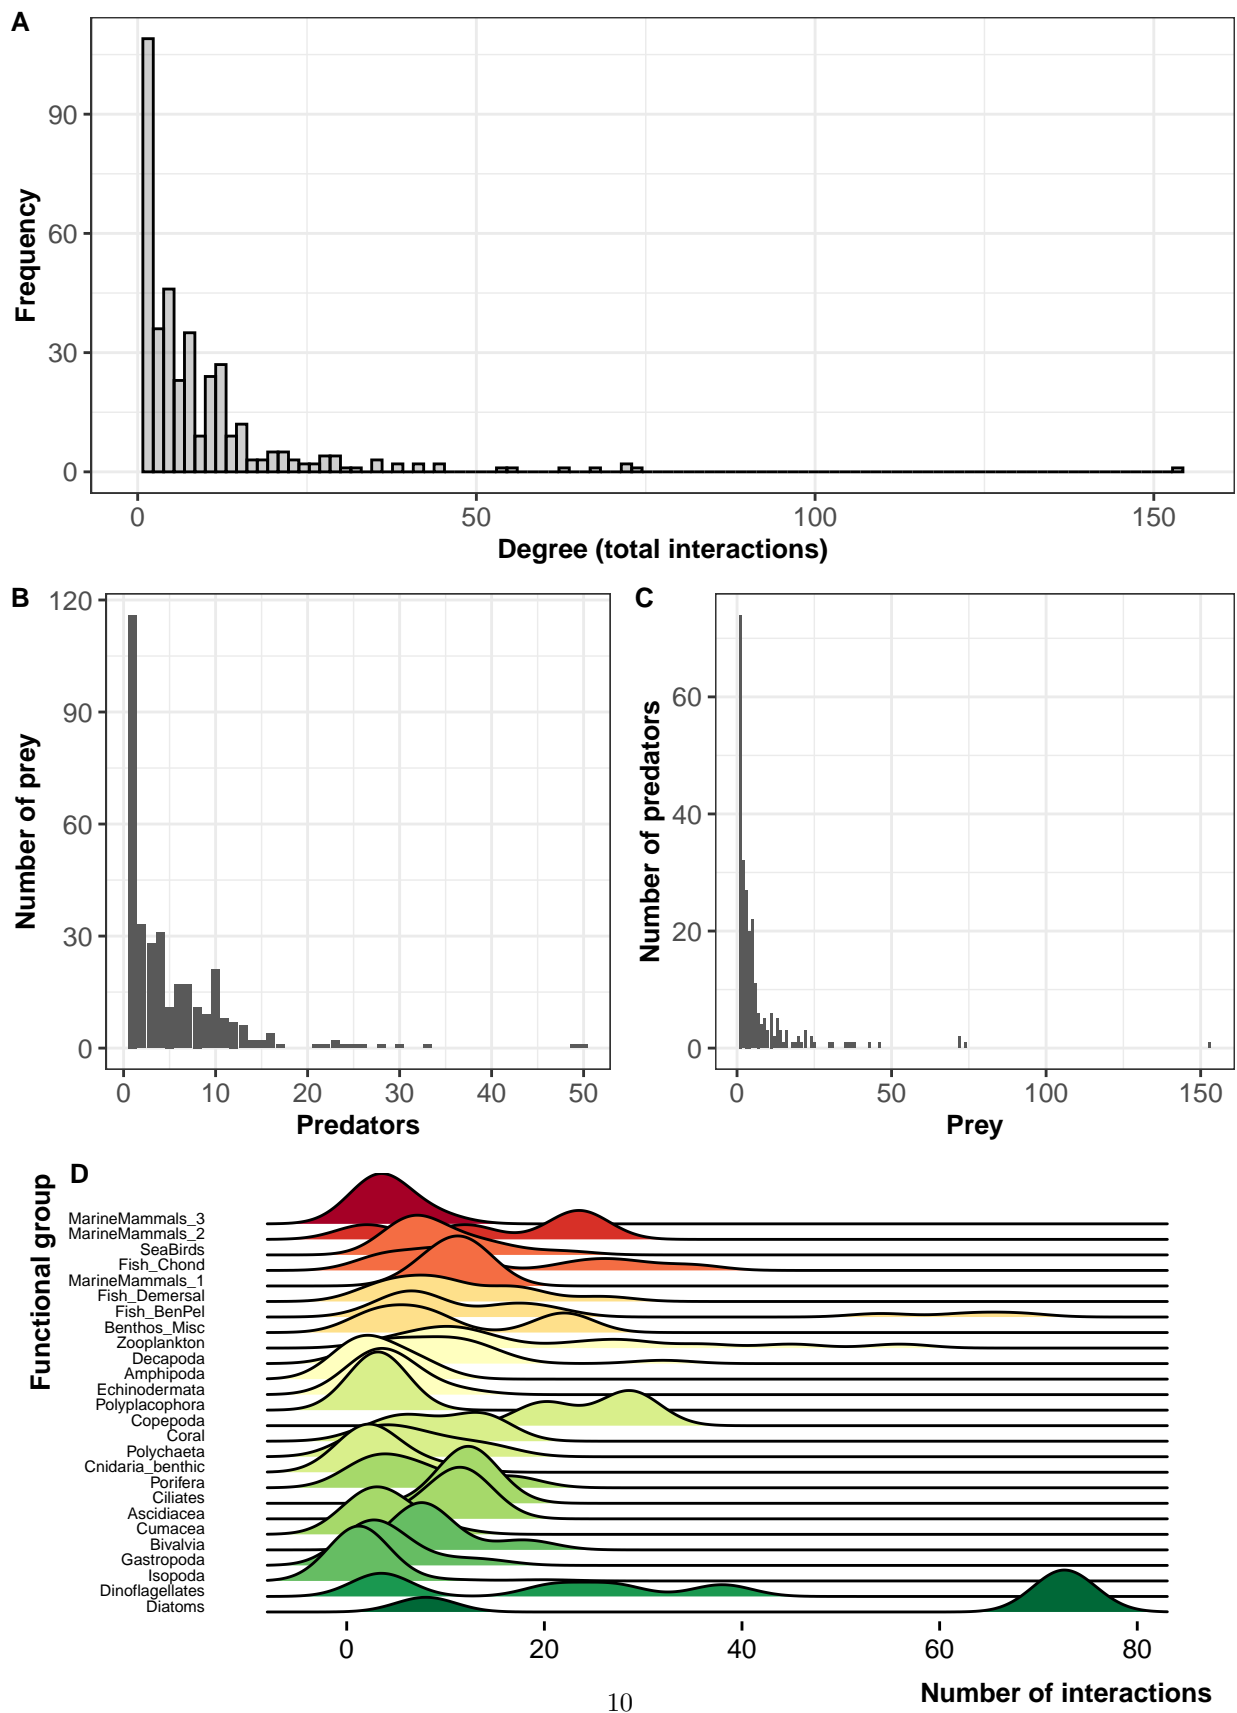 A
Frequency
90
60
30
0
0 50 100 150
Degree (total interactions)
B
Number of prey
120
90
60
30
0
0 10 20 30 40 50
Predators
C
Number of predators
60
40
20
0
0 50 100 150
Prey
D
Functional group
MarineMammals_3
MarineMammals_2
SeaBirds
Fish_Chond
MarineMammals_1
Fish_Demersal
Fish_BenPel
Benthos_Misc
Zooplankton
Decapoda
Amphipoda
Echinodermata
Polyplacophora
Copepoda
Coral
Polychaeta
Cnidaria_benthic
Porifera
Ciliates
Ascidiacea
Cumacea
Bivalvia
Gastropoda
Isopoda
Dinoflagellates
Diatoms
0 20 40 60 80
Number of interactions
10